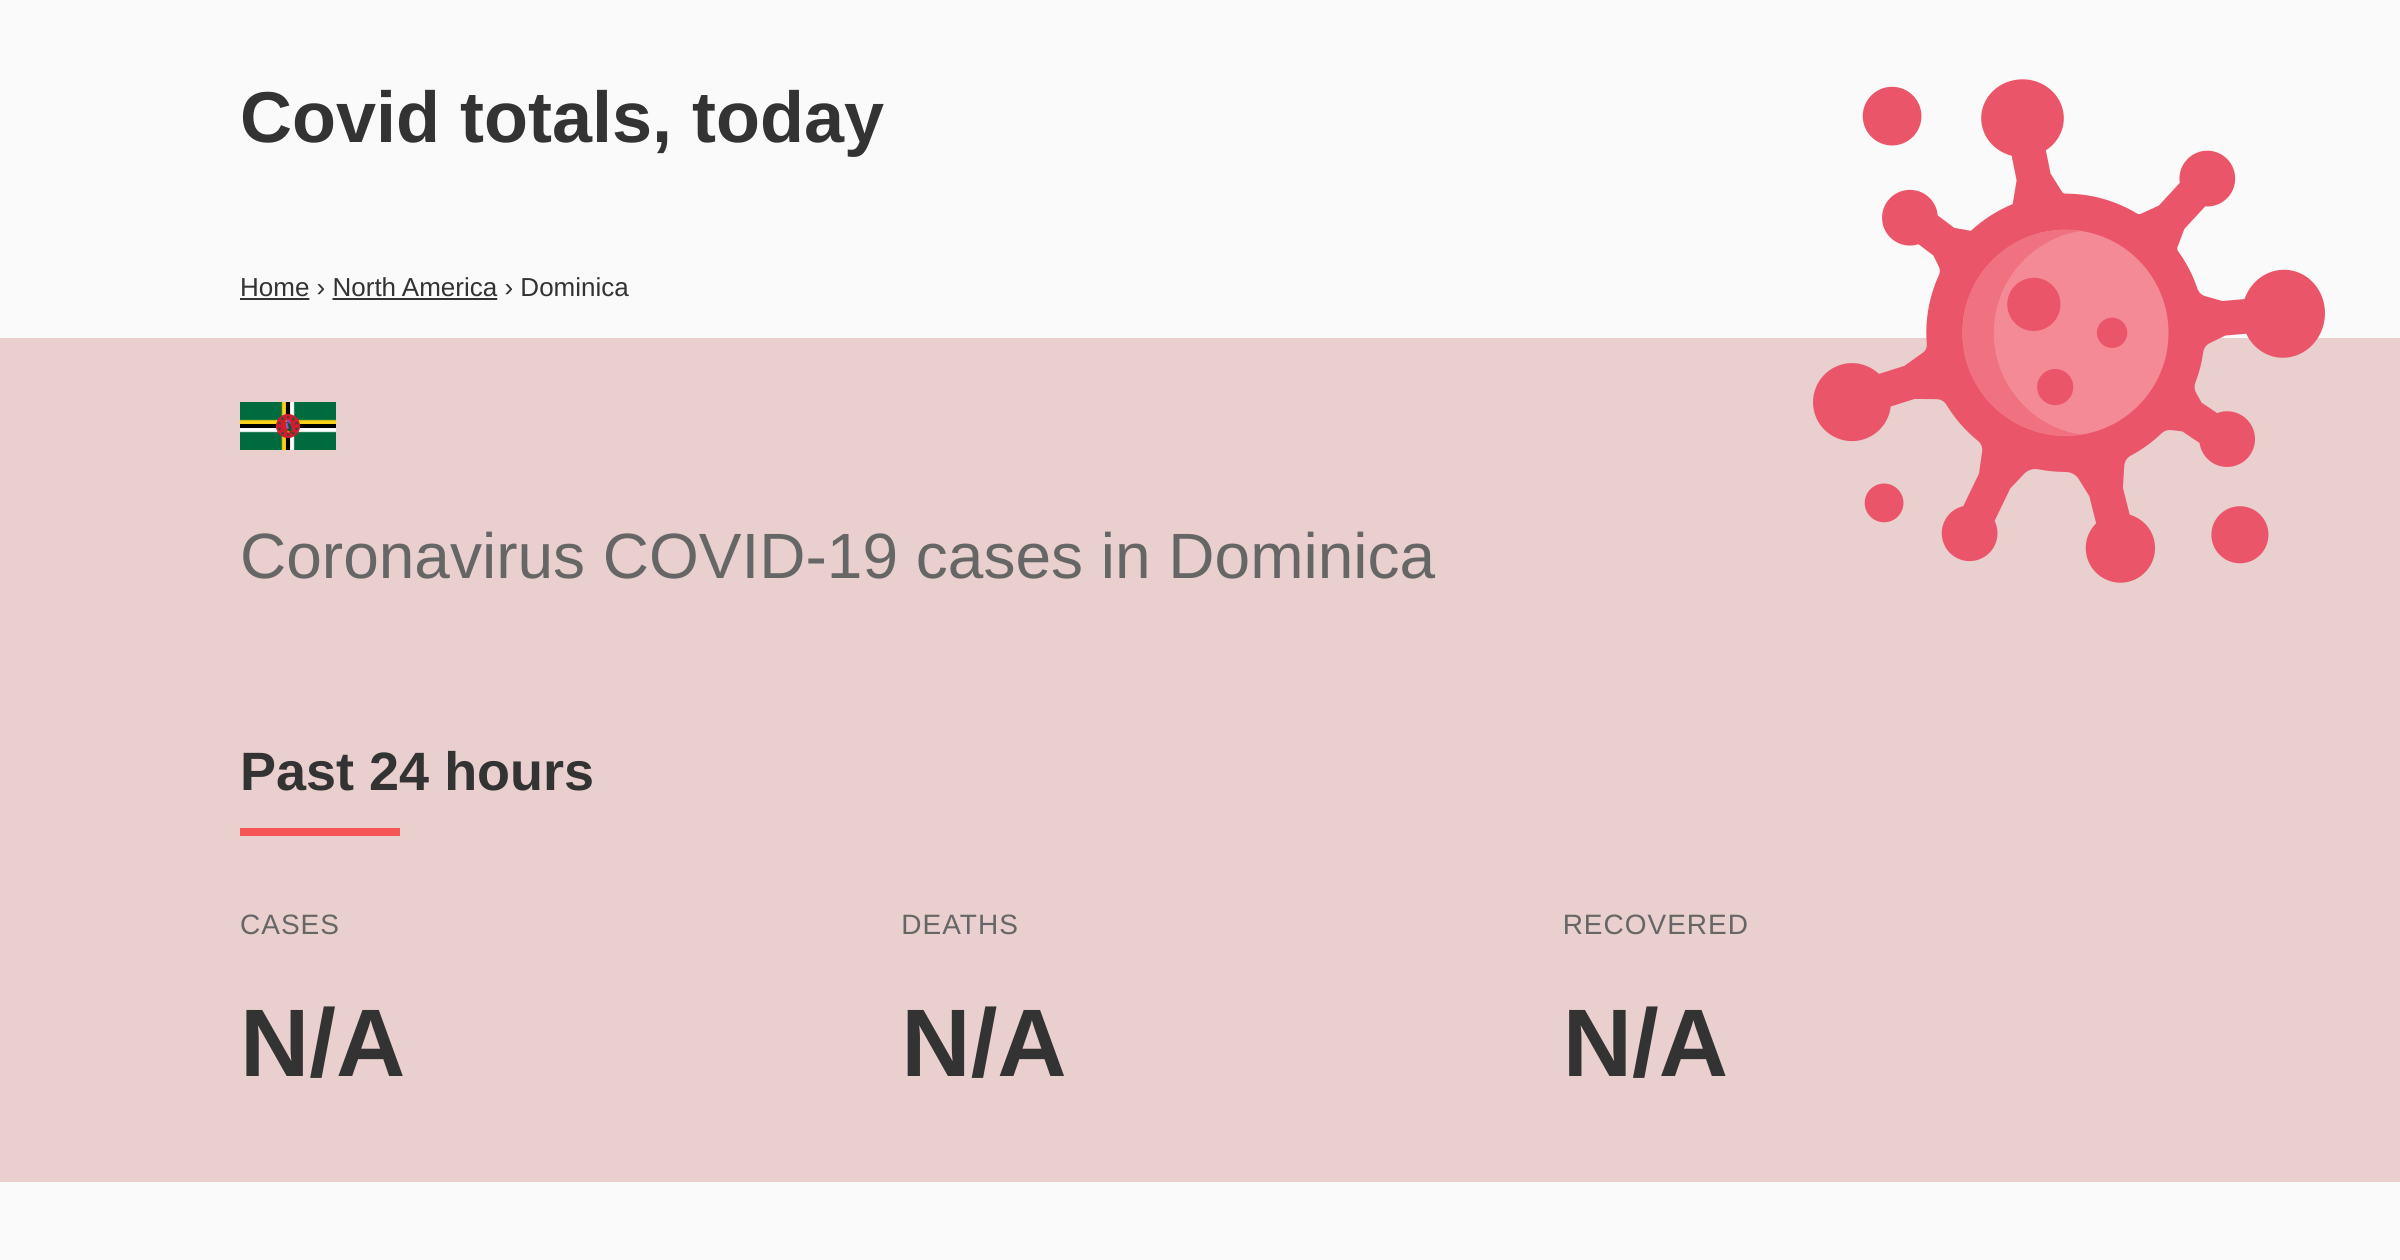 Covid totals, today
Home › North America › Dominica
Coronavirus COVID-19 cases in Dominica
Past 24 hours
CASES DEATHS RECOVERED
N/A N/A N/A